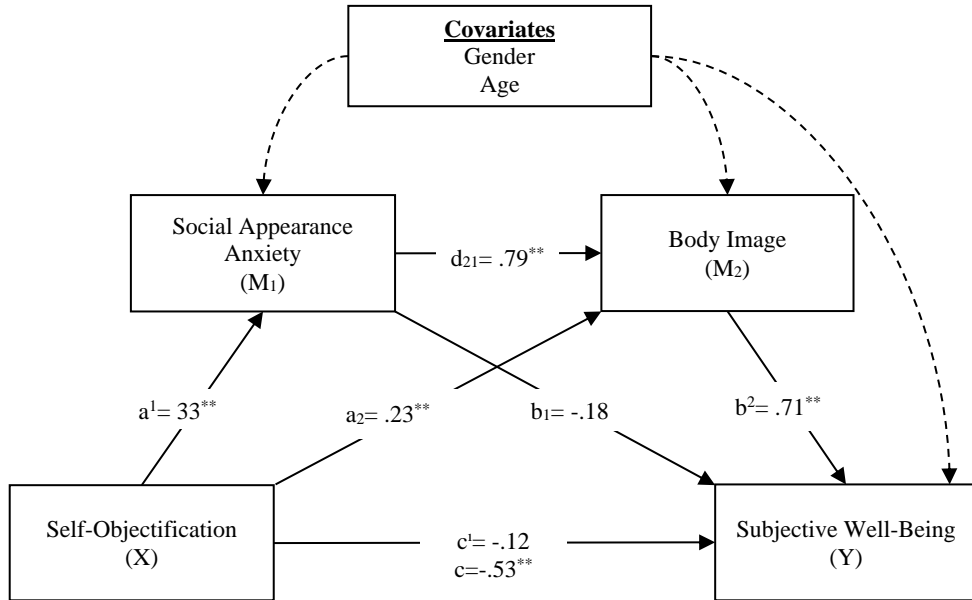 Covariates
Gender
Age
Social Appearance
Anxiety
(M₁)
Body Image
(M₂)
d₂₁= .79**
a¹= 33**
a₂= .23**
b₁= -.18
b²= .71**
Self-Objectification
(X)
c¹= -.12
c=-.53**
Subjective Well-Being
(Y)